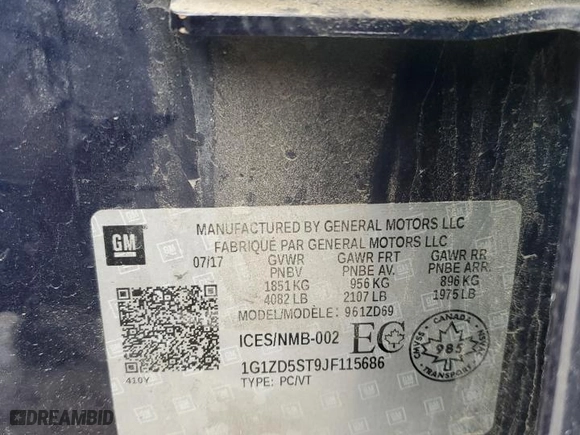 GM
MANUFACTURED BY GENERAL MOTORS LLC
FABRIQUÉ PAR GENERAL MOTORS LLC
07/17 GVWR GAWR FRT GAWR RR
PNBV PNBE AV. PNBE ARR.
1851 KG 956 KG 896 KG
4082 LB 2107 LB 1975 LB
MODEL/MODÈLE: 961ZD69
ICES/NMB-002 EC
1G1ZD5ST9JF115686
TYPE: PC/VT
410Y
CANADA
985
CMVSS
TRANSPORT
DREAMBID